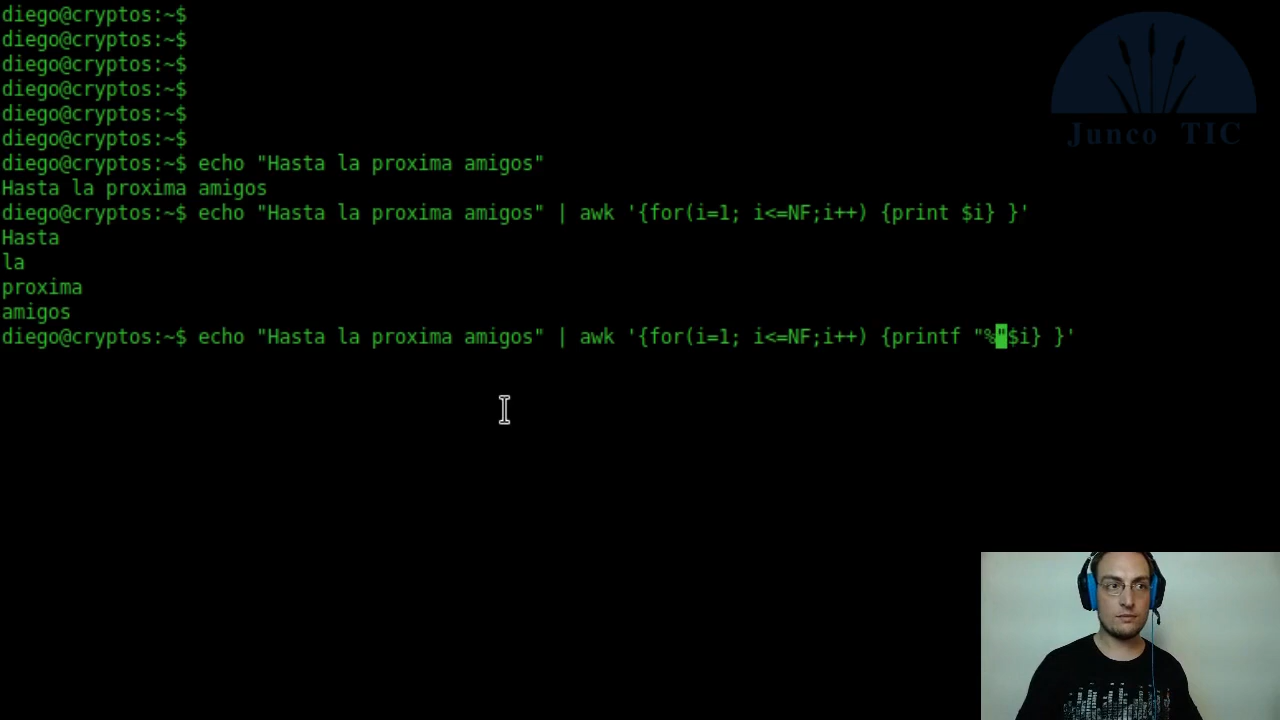 diego@cryptos:~$
diego@cryptos:~$
diego@cryptos:~$
diego@cryptos:~$
diego@cryptos:~$
diego@cryptos:~$
diego@cryptos:~$ echo "Hasta la proxima amigos"
Hasta la proxima amigos
diego@cryptos:~$ echo "Hasta la proxima amigos" | awk '{for(i=1; i<=NF;i++) {print $i} }'
Hasta
la
proxima
amigos
diego@cryptos:~$ echo "Hasta la proxima amigos" | awk '{for(i=1; i<=NF;i++) {printf "%"$i} }'
Junco TIC